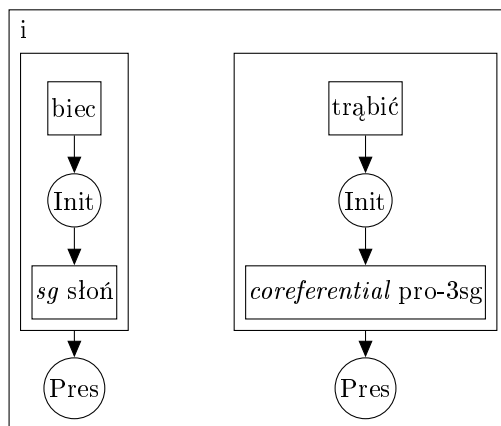 i
biec
trąbić
Init
Init
sg słoń
coreferential pro-3sg
Pres
Pres